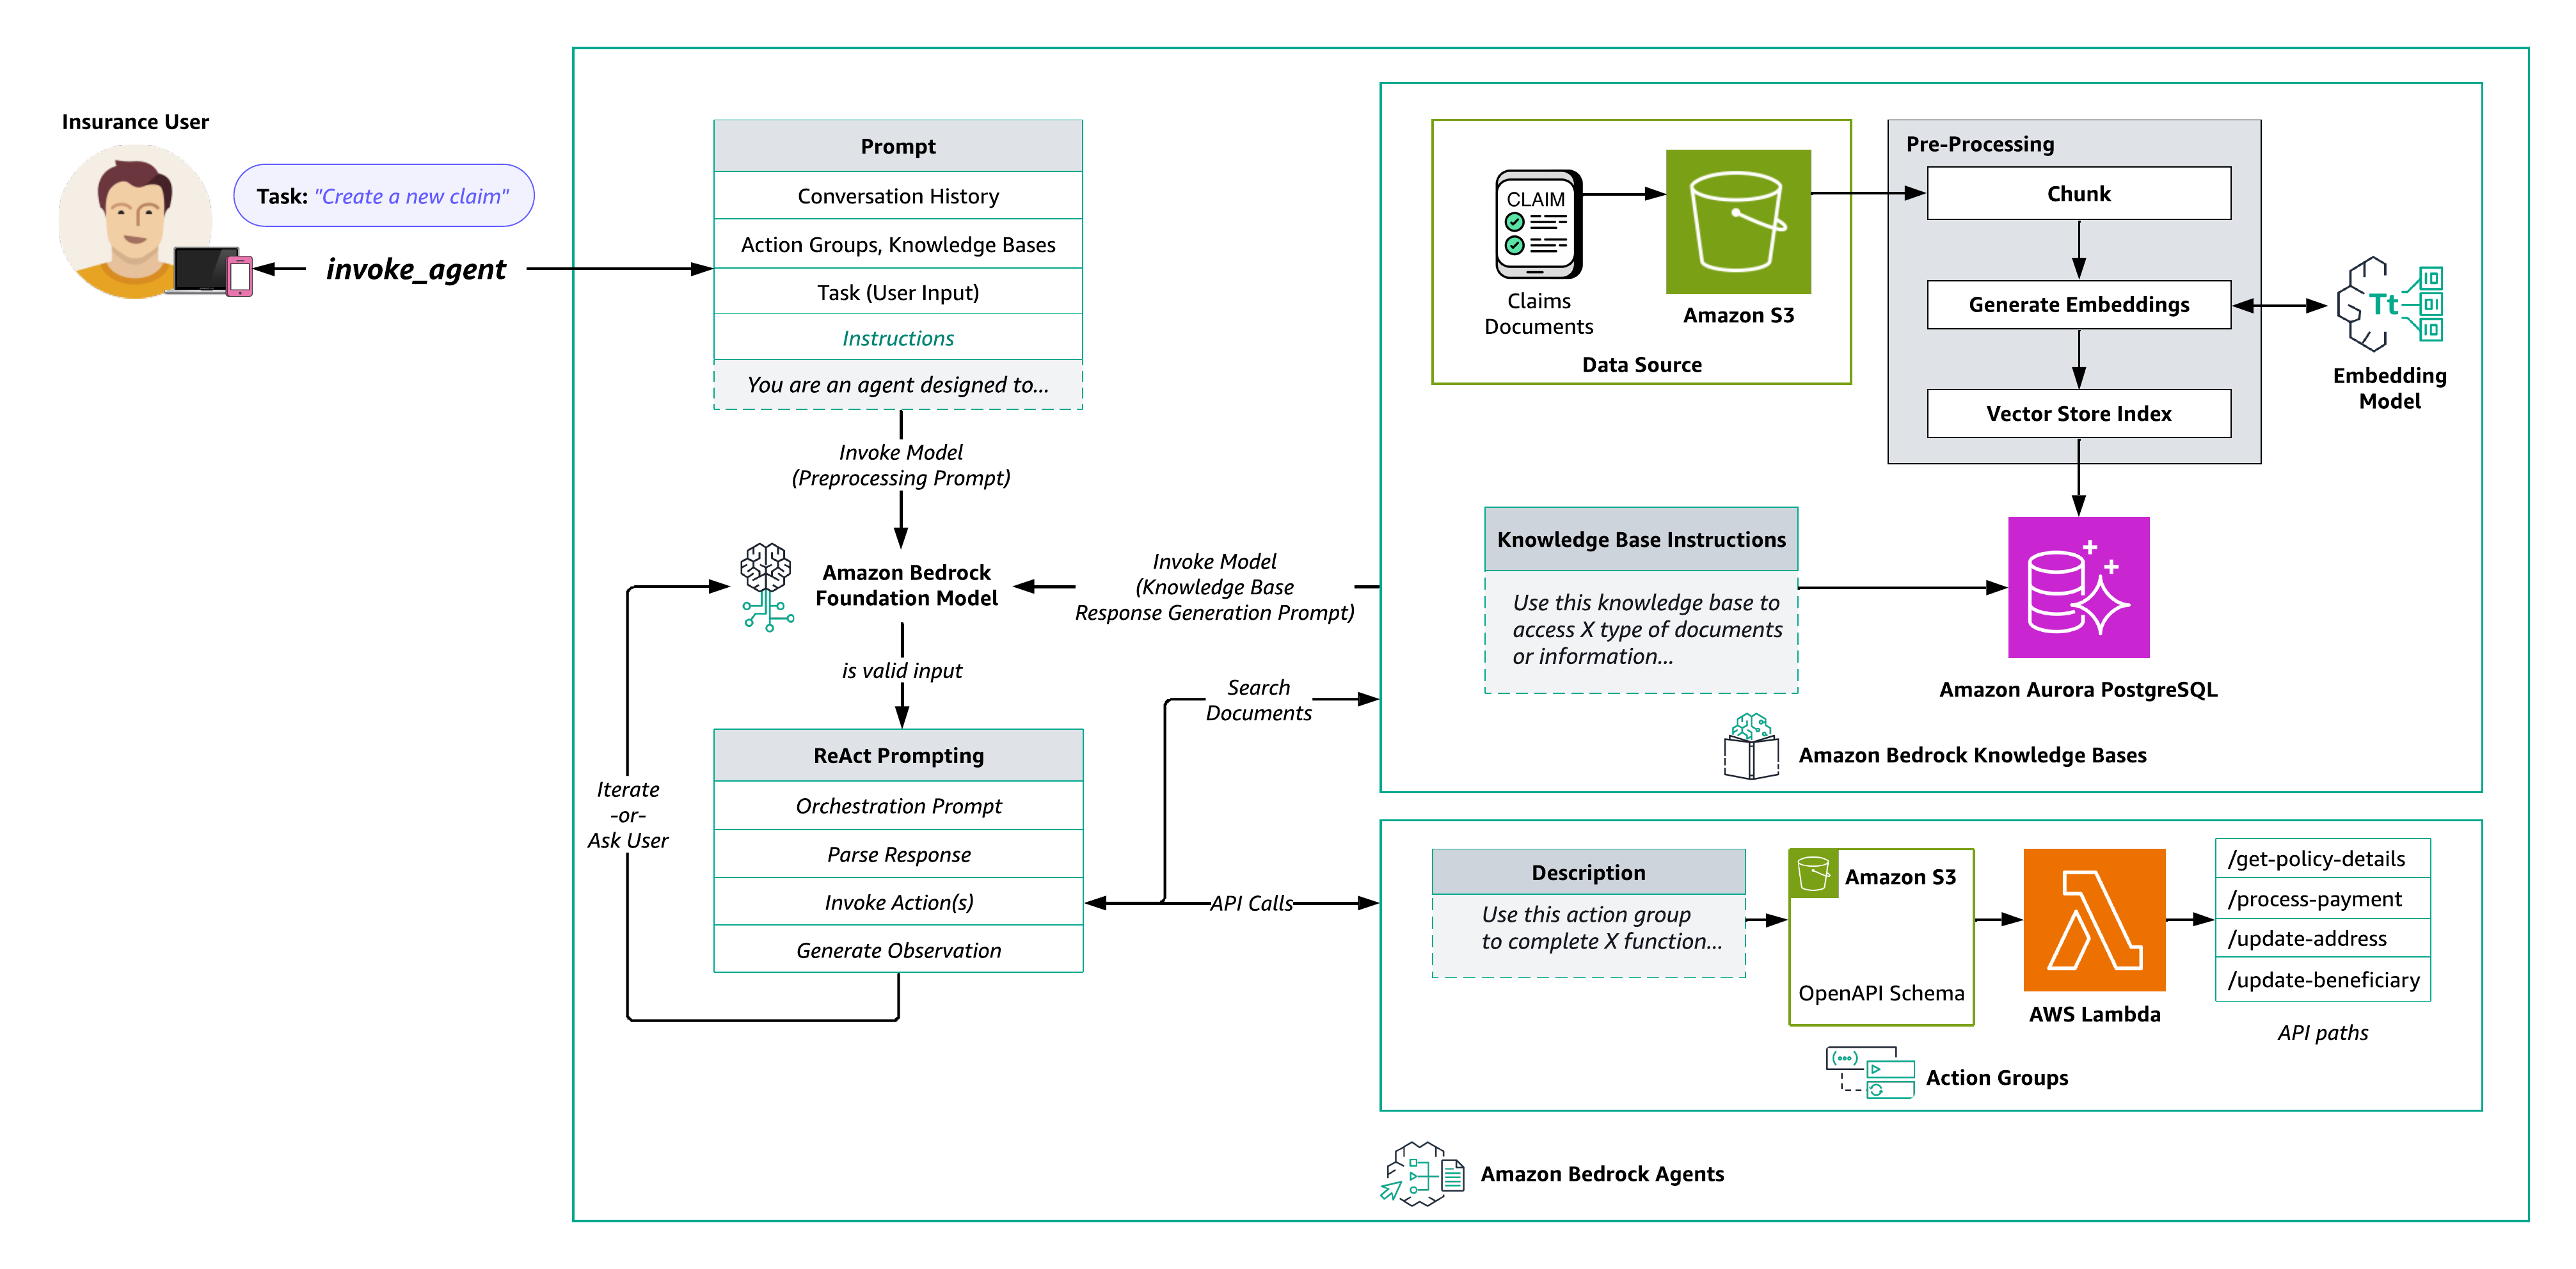 Insurance User
Task: "Create a new claim"
invoke_agent
Prompt
Conversation History
Action Groups, Knowledge Bases
Task (User Input)
Instructions
You are an agent designed to...
Invoke Model
(Preprocessing Prompt)
Amazon Bedrock
Foundation Model
is valid input
ReAct Prompting
Orchestration Prompt
Parse Response
Invoke Action(s)
Generate Observation
Iterate
-or-
Ask User
Invoke Model
(Knowledge Base
Response Generation Prompt)
Search
Documents
API Calls
CLAIM
Claims
Documents
Amazon S3
Data Source
Pre-Processing
Chunk
Generate Embeddings
Vector Store Index
Tt
Embedding
Model
Knowledge Base Instructions
Use this knowledge base to
access X type of documents
or information...
Amazon Aurora PostgreSQL
Amazon Bedrock Knowledge Bases
Description
Use this action group
to complete X function...
Amazon S3
OpenAPI Schema
AWS Lambda
/get-policy-details
/process-payment
/update-address
/update-beneficiary
API paths
Action Groups
Amazon Bedrock Agents